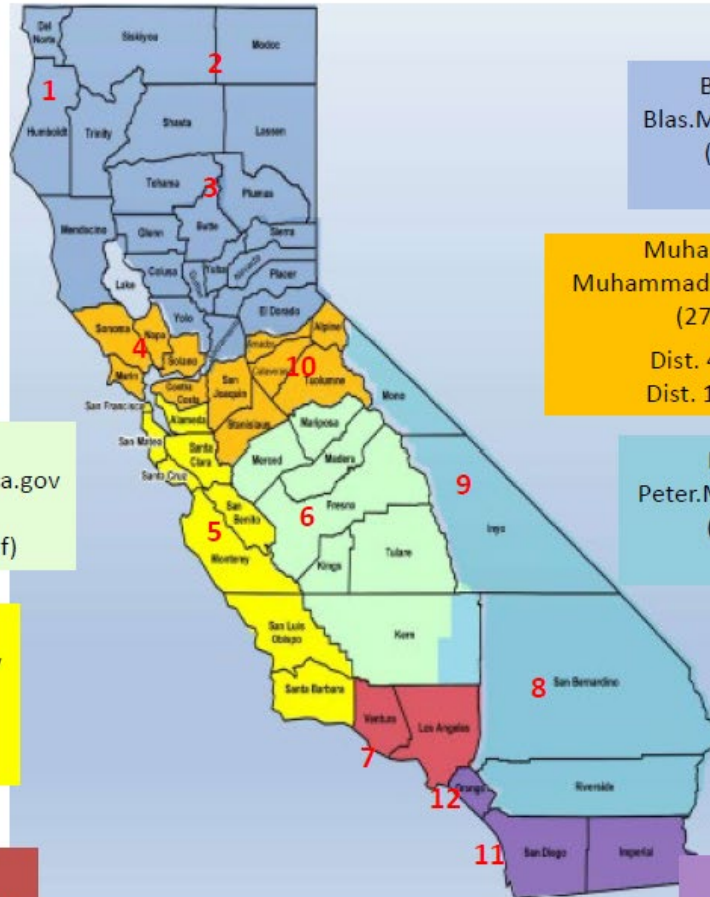 Del
Norte
Siskiyou
Modoc
2
1
Humboldt
Trinity
Shasta
Lassen
Tehama
3
Plumas
Mendocino
Glenn
Butte
Sierra
Lake
Colusa
Yuba
Nevada
Placer
Yolo
El Dorado
Sonoma
Napa
4
Solano
Amador
Alpine
Marin
Contra
Costa
San
Joaquin
Calaveras
10
Tuolumne
San Francisco
Alameda
Stanislaus
Mono
San Mateo
Santa
Clara
Mariposa
Santa Cruz
Merced
Madera
9
San
Benito
6
Fresno
Inyo
5
Monterey
Kings
Tulare
San Luis
Obispo
Kern
Santa Barbara
8
San Bernardino
Ventura
Los Angeles
7
12
Orange
Riverside
11
San Diego
Imperial
B
Blas.M
(
Muha
Muhammad
(27
Dist. 4
Dist. 1
Peter.M
(
a.gov
f)